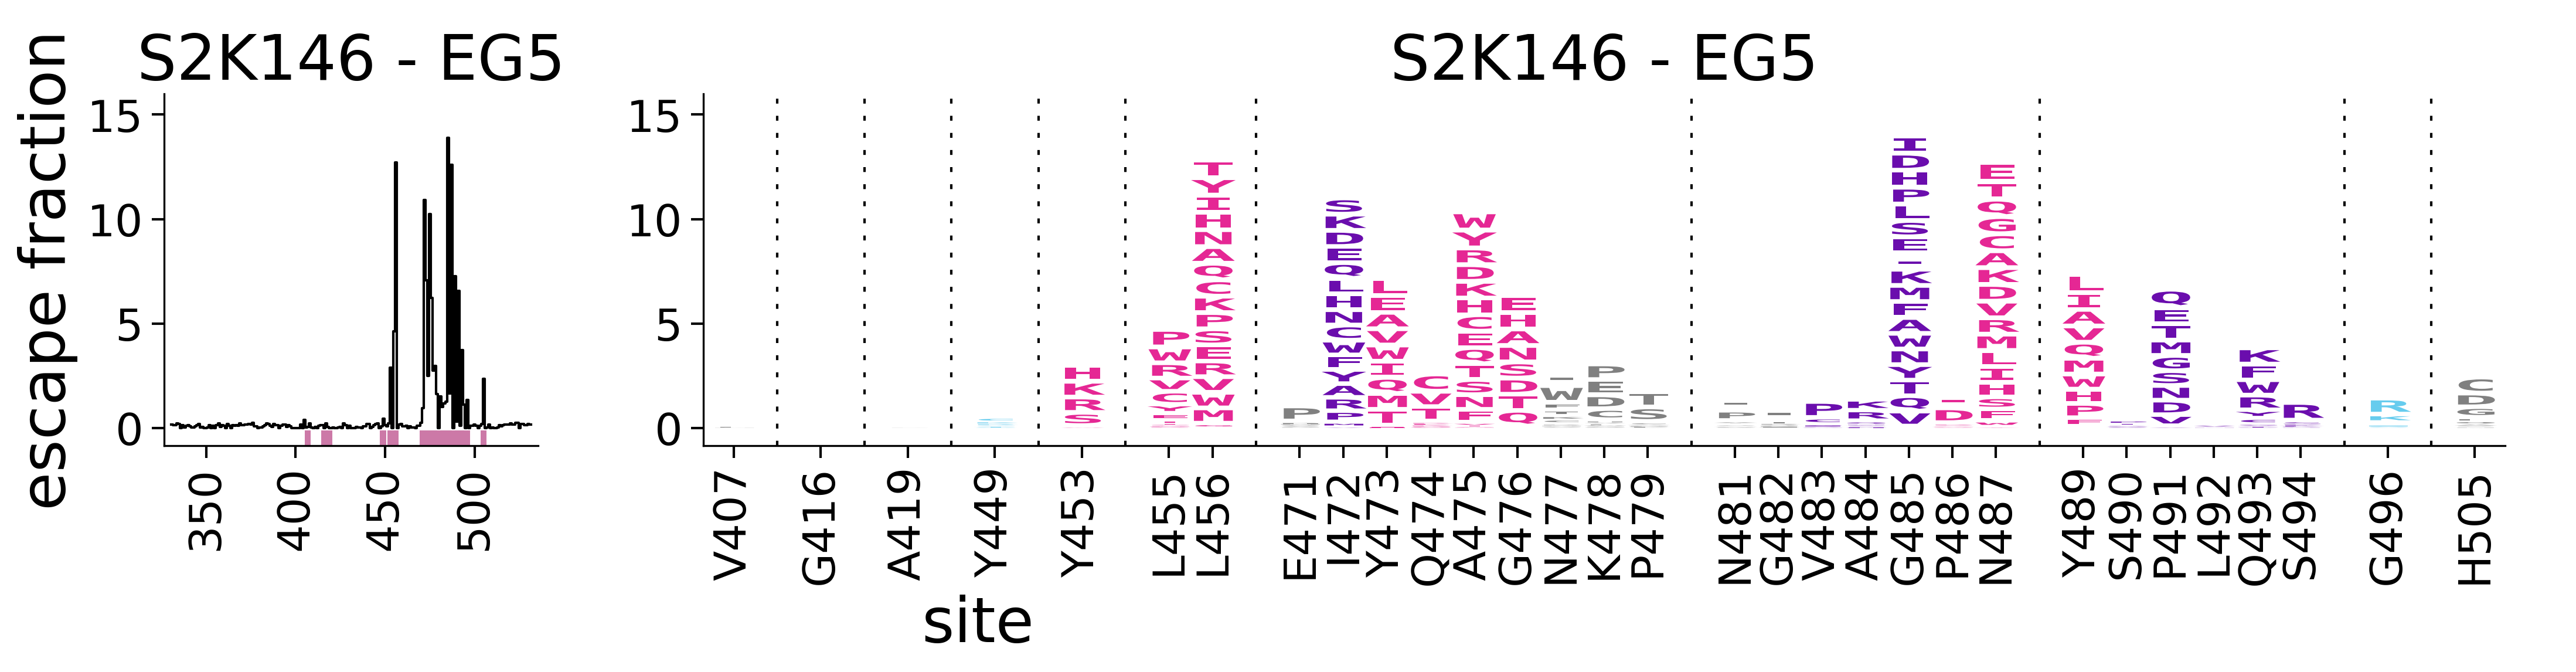 S2K146 - EG5
escape fraction
15
10
5
0
350
400
450
500
S2K146 - EG5
15
10
5
0
T
Y
I
H
N
A
Q
C
K
P
S
E
R
V
W
M
P
W
R
V
C
H
K
R
S
S
K
D
E
Q
L
H
N
C
W
F
Y
A
R
P
L
E
A
V
W
I
Q
M
T
C
V
T
W
Y
R
D
K
H
C
E
Q
T
S
N
F
E
H
A
N
S
D
T
Q
I
W
P
E
D
C
T
S
P
P
P
K
R
I
D
H
P
L
S
E
I
K
M
F
A
W
N
Y
T
Q
V
I
D
E
T
Q
G
C
A
K
D
V
R
M
L
I
H
S
F
W
L
I
A
V
Q
M
W
H
P
Q
E
T
M
G
S
N
D
V
K
F
W
R
R
R
K
C
D
G
V407 G416 A419 Y449 Y453 L455 L456 E471 I472 Y473 Q474 A475 G476 N477 K478 P479 N481 G482 V483 A484 G485 P486 N487 Y489 S490 P491 L492 Q493 S494 G496 H505
site